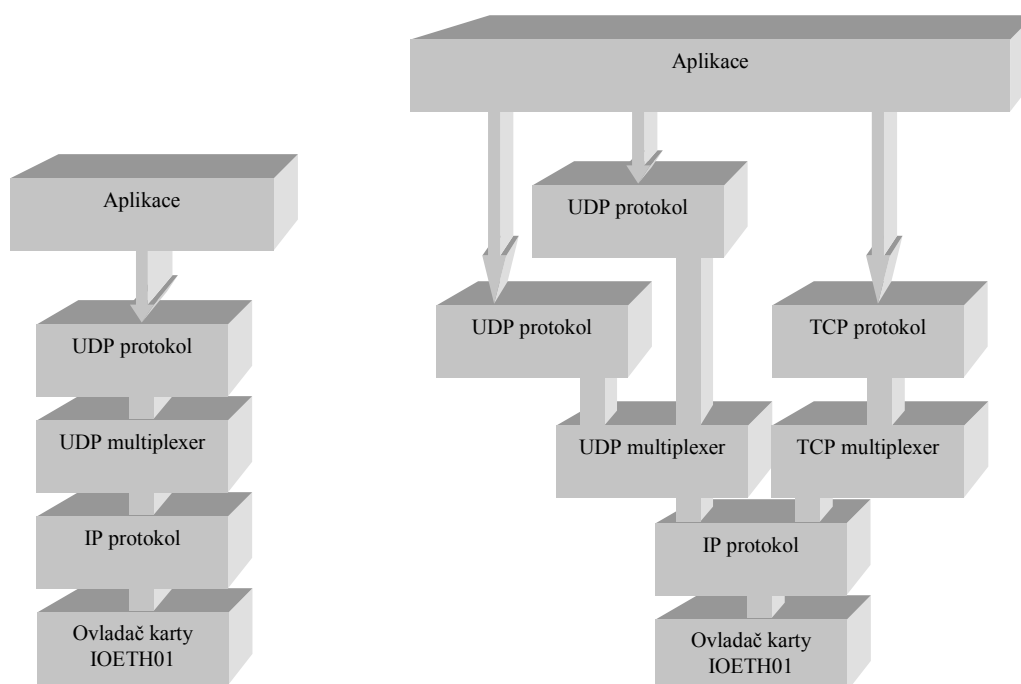 Aplikace
UDP protokol
UDP multiplexer
IP protokol
Ovladač karty
IOETH01
Aplikace
UDP protokol
UDP protokol
TCP protokol
UDP multiplexer
TCP multiplexer
IP protokol
Ovladač karty
IOETH01